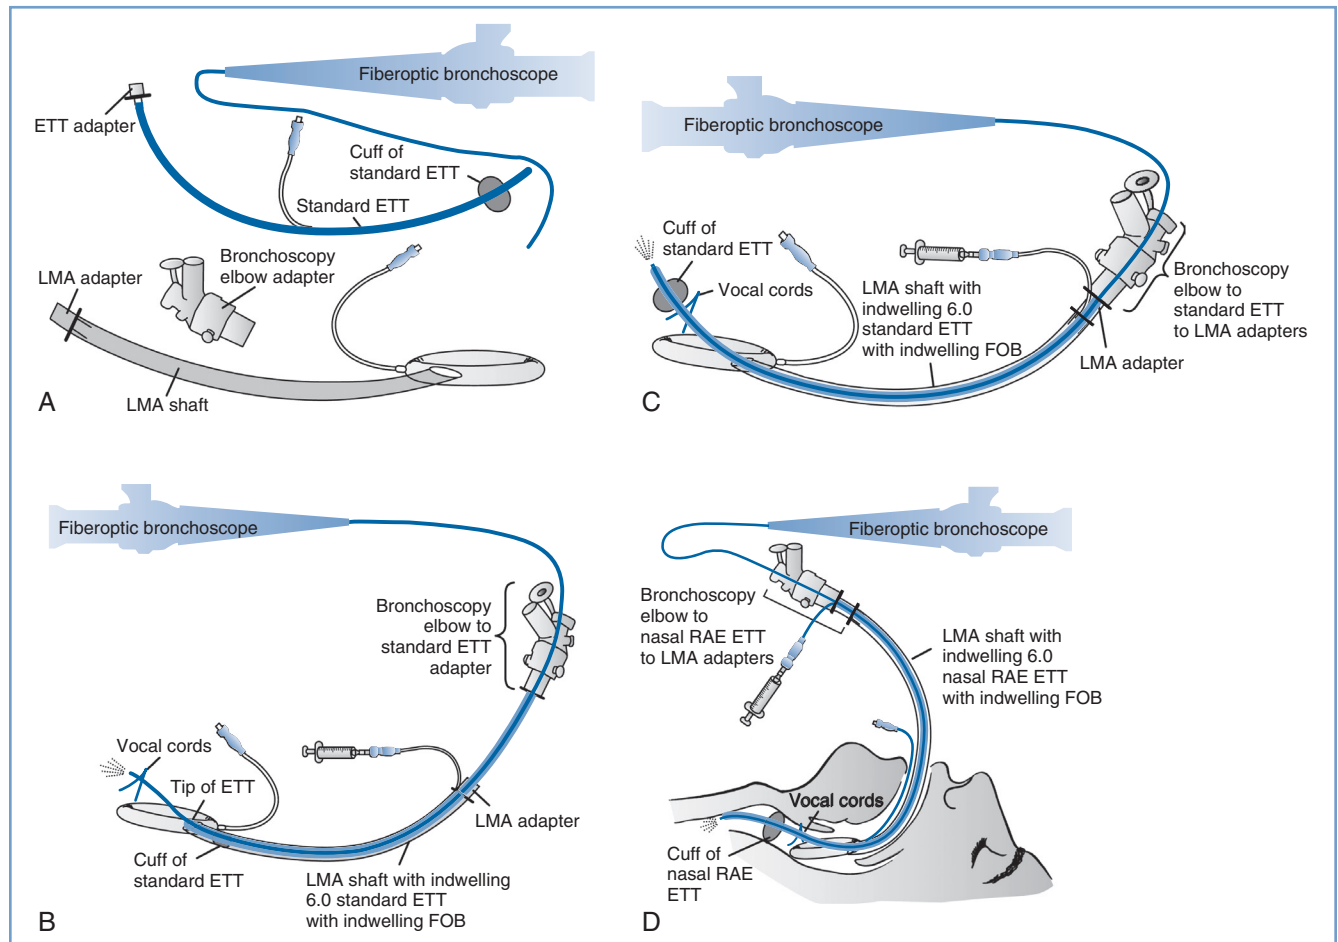 Fiberoptic bronchoscope
ETT adapter
Cuff of
standard ETT
Standard ETT
Bronchoscopy
elbow adapter
LMA adapter
LMA shaft
A
Fiberoptic bronchoscope
Cuff of
standard ETT
Vocal cords
LMA shaft with
indwelling 6.0
standard ETT
with indwelling FOB
Bronchoscopy
elbow to
standard ETT
to LMA adapters
LMA adapter
C
Fiberoptic bronchoscope
Bronchoscopy
elbow to
standard ETT
adapter
Vocal cords
Tip of ETT
LMA adapter
Cuff of
standard ETT
LMA shaft with indwelling
6.0 standard ETT
with indwelling FOB
B
Fiberoptic bronchoscope
Bronchoscopy
elbow to
nasal RAE ETT
to LMA adapters
LMA shaft with
indwelling 6.0
nasal RAE ETT
with indwelling FOB
Vocal cords
Cuff of
nasal RAE
ETT
D